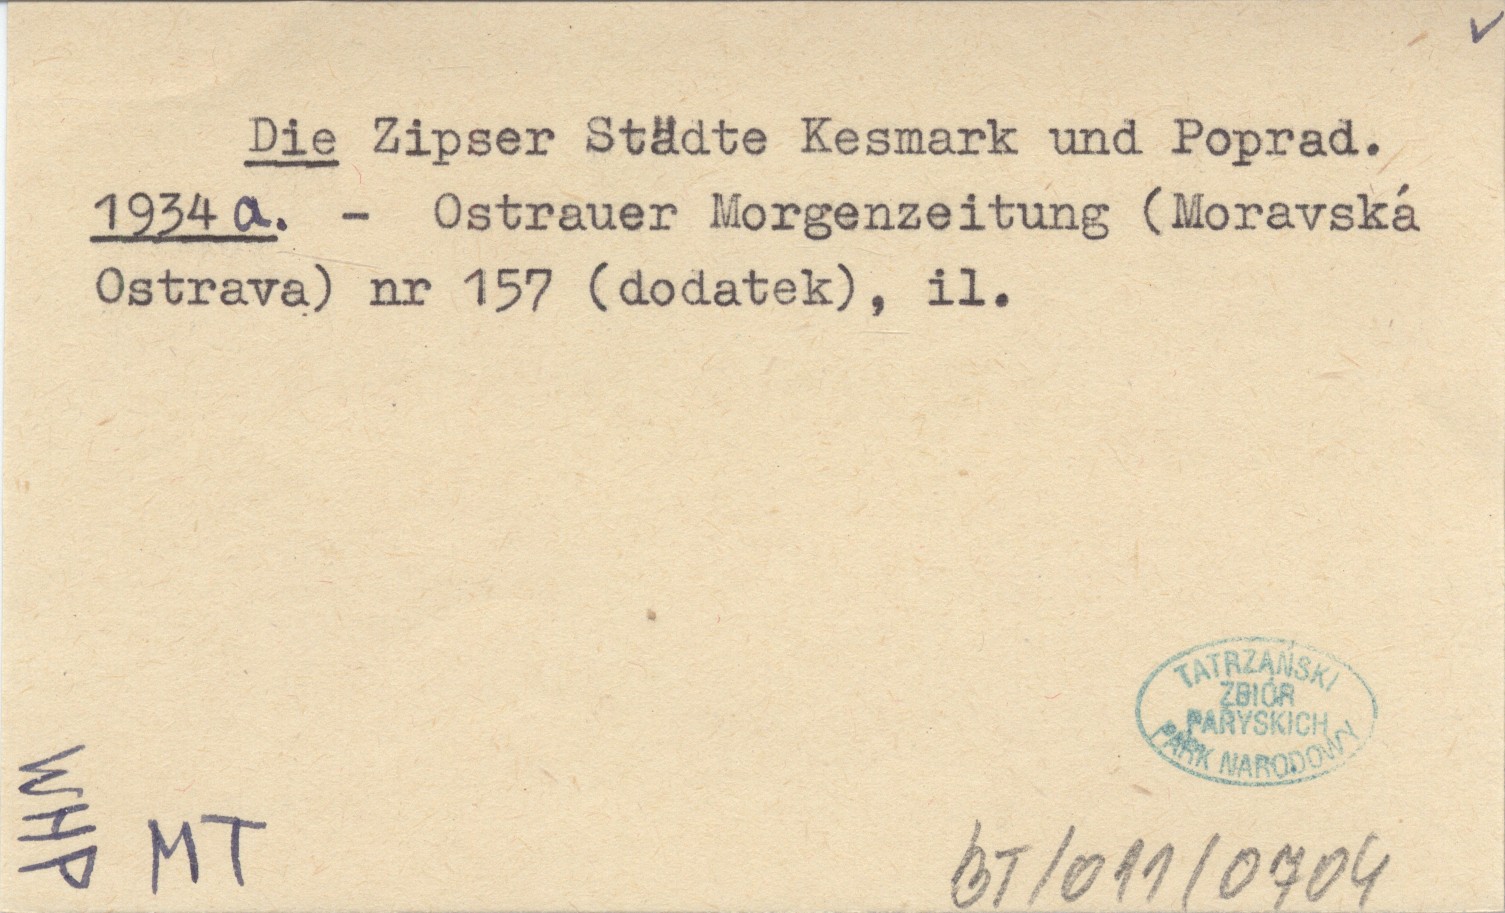 Die Zipser Städte Kesmark und Poprad.
1934 a. - Ostrauer Morgenzeitung (Moravská
Ostrava) nr 157 (dodatek), il.
TATRZAŃSKI
ZBIÓR
PARYSKICH
PARK NARODOWY
WHP
MT
BT/011/0704